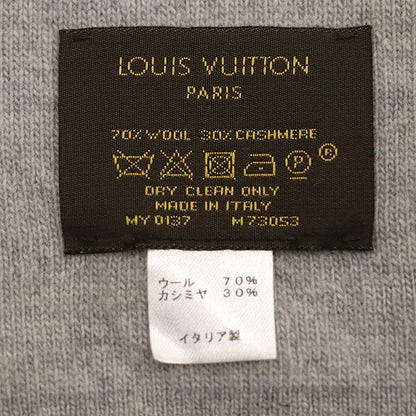 LOUIS VUITTON
PARIS
70% WOOL 30% CASHMERE
P ®
DRY CLEAN ONLY
MADE IN ITALY
MY 0137 M73053
ウール 70%
カシミヤ 30%
イタリア製